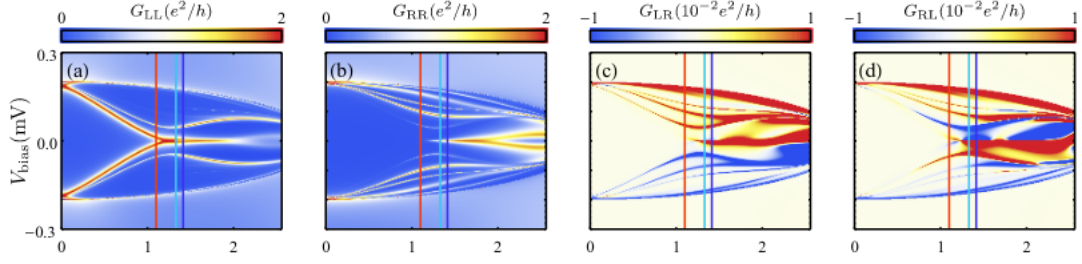 G_LL(e²/h) G_RR(e²/h) G_LR(10⁻²e²/h) G_RL(10⁻²e²/h)
0 2 0 2 −1 1 −1 1
0.3
(a) (b) (c) (d)
V_bias(mV)
0.0
−0.3
0 1 2 0 1 2 0 1 2 0 1 2